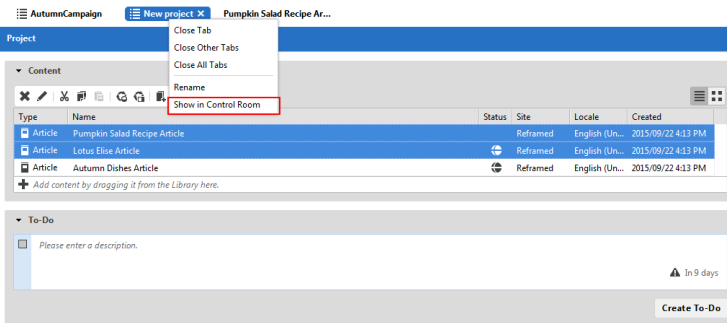 AutumnCampaign New project Pumpkin Salad Recipe Ar...
Close Tab
Project
Close Other Tabs
Close All Tabs
Content
Rename
Show in Control Room
Type Name Status Site Locale Created
Article Pumpkin Salad Recipe Article Reframed English (Un... 2015/09/22 4:13 PM
Article Lotus Elise Article Reframed English (Un... 2015/09/22 4:13 PM
Article Autumn Dishes Article Reframed English (Un... 2015/09/22 4:13 PM
Add content by dragging it from the Library here.
To-Do
Please enter a description.
In 9 days
Create To-Do